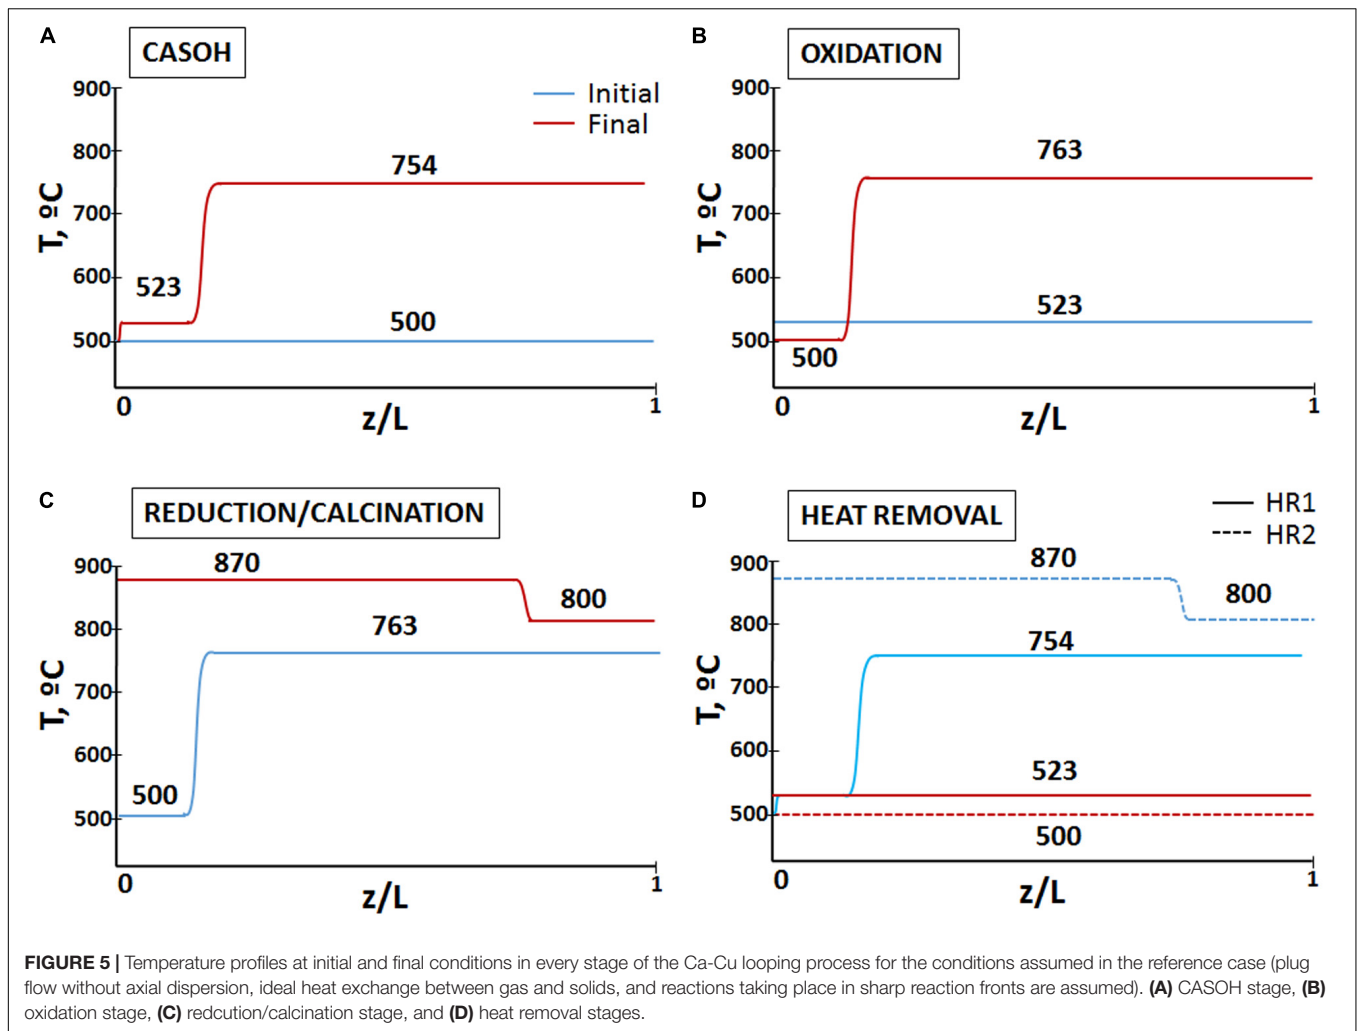 A
CASOH
Initial
Final
900
800
700
600
500
T, ºC
754
523
500
0
1
z/L
B
OXIDATION
900
800
700
600
500
T, ºC
763
523
500
0
1
z/L
C
REDUCTION/CALCINATION
900
800
700
600
500
T, ºC
870
800
763
500
0
1
z/L
D
HEAT REMOVAL
HR1
HR2
900
800
700
600
500
T, ºC
870
800
754
523
500
0
1
z/L
FIGURE 5 | Temperature profiles at initial and final conditions in every stage of the Ca-Cu looping process for the conditions assumed in the reference case (plug
flow without axial dispersion, ideal heat exchange between gas and solids, and reactions taking place in sharp reaction fronts are assumed). (A) CASOH stage, (B)
oxidation stage, (C) redcution/calcination stage, and (D) heat removal stages.